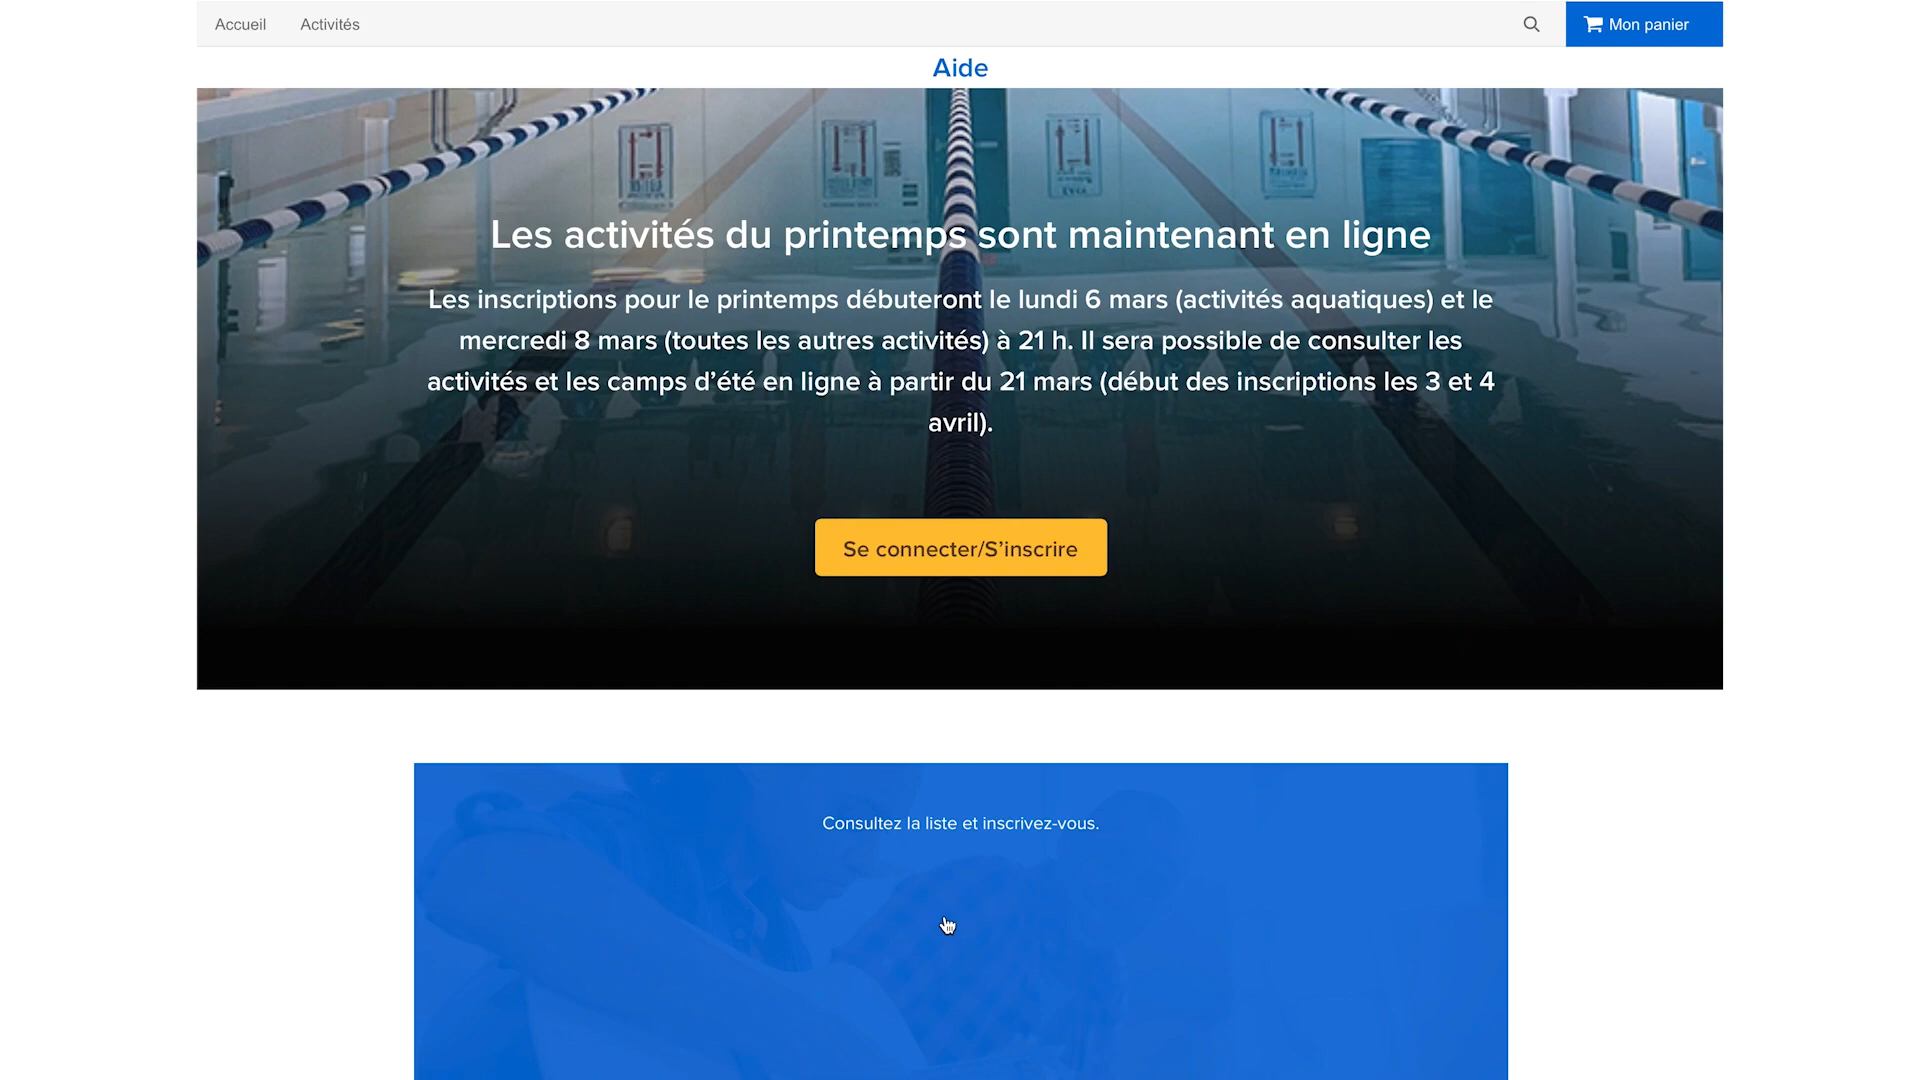 Accueil
Activités
Mon panier
Aide
Les activités du printemps sont maintenant en ligne
Les inscriptions pour le printemps débuteront le lundi 6 mars (activités aquatiques) et le
mercredi 8 mars (toutes les autres activités) à 21 h. Il sera possible de consulter les
activités et les camps d’été en ligne à partir du 21 mars (début des inscriptions les 3 et 4
avril).
Se connecter/S’inscrire
Consultez la liste et inscrivez-vous.